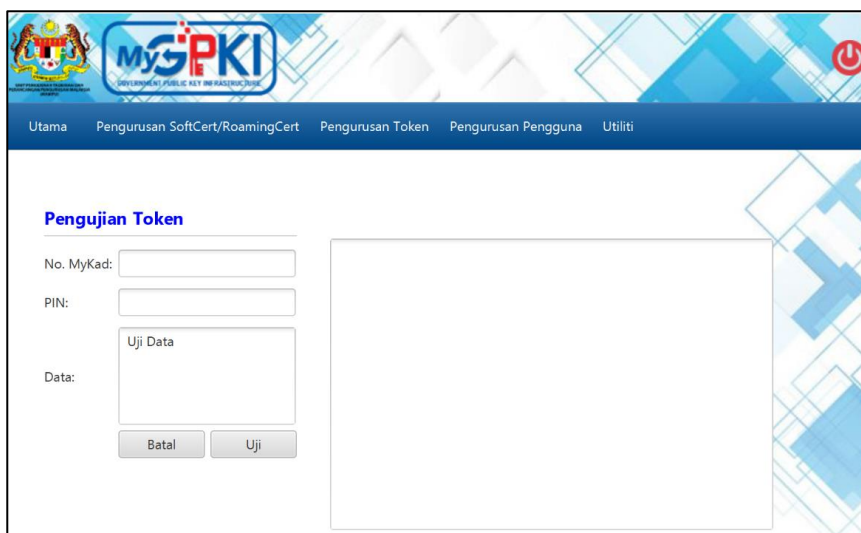 MyGPKI
GOVERNMENT PUBLIC KEY INFRASTRUCTURE
Utama Pengurusan SoftCert/RoamingCert Pengurusan Token Pengurusan Pengguna Utiliti
Pengujian Token
No. MyKad:
PIN:
Data:
Uji Data
Batal Uji